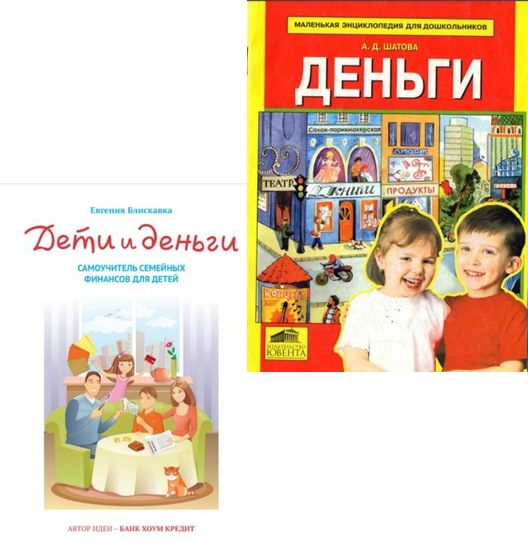 МАЛЕНЬКАЯ ЭНЦИКЛОПЕДИЯ ДЛЯ ДОШКОЛЬНИКОВ
А. Д. ШАТОВА
ДЕНЬГИ
Салон-парикмахерская
ТЕАТР
ПРОДУКТЫ
КОНЦЕРТ
ИЗДАТЕЛЬСТВО
ЮВЕНТА
Евгения Блискавка
Дети и деньги
САМОУЧИТЕЛЬ СЕМЕЙНЫХ
ФИНАНСОВ ДЛЯ ДЕТЕЙ
АВТОР ИДЕИ – БАНК ХОУМ КРЕДИТ